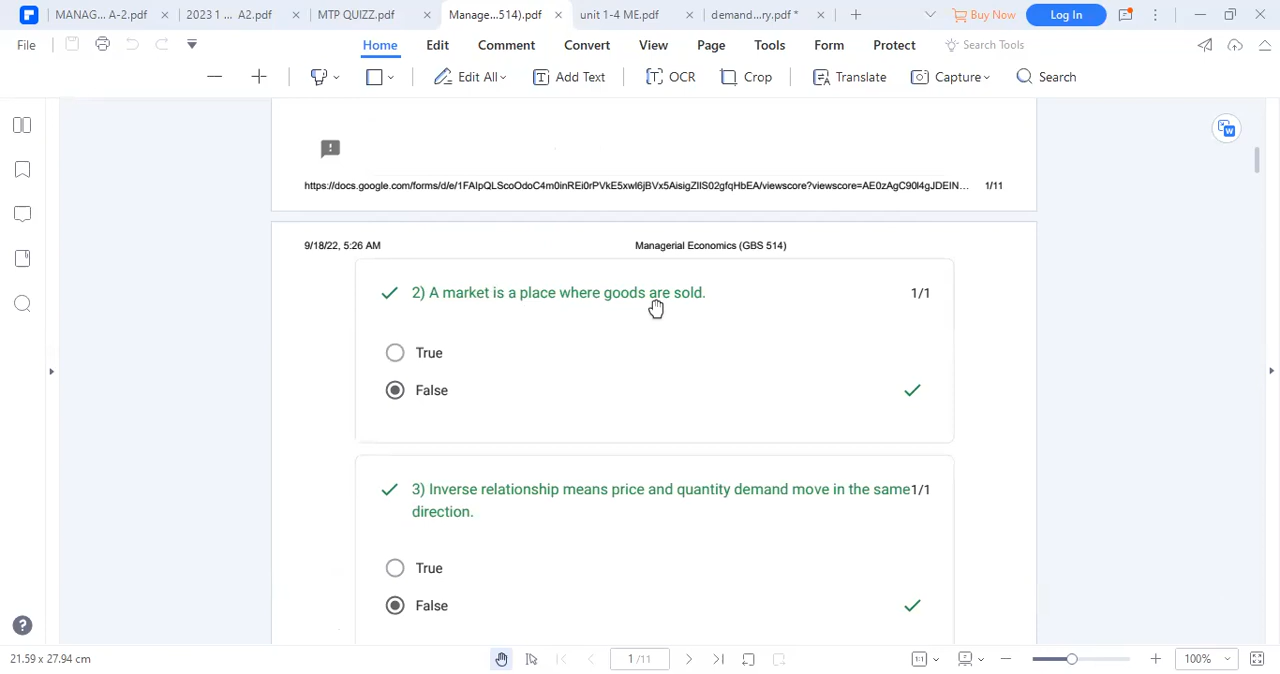 MANAG... A-2.pdf × 2023 1 ... A2.pdf × MTP QUIZZ.pdf × Manage...514).pdf × unit 1-4 ME.pdf × demand...ry.pdf * × + Buy Now Log In
File Home Edit Comment Convert View Page Tools Form Protect Search Tools
Edit All Add Text OCR Crop Translate Capture Search
https://docs.google.com/forms/d/e/1FAIpQLScoOdoC4m0inREi0rPVkE5xwl6jBVx5AisigZlIS02gfqHbEA/viewscore?viewscore=AE0zAgC90l4gJDEIN... 1/11
9/18/22, 5:26 AM Managerial Economics (GBS 514)
2) A market is a place where goods are sold. 1/1
True
False
3) Inverse relationship means price and quantity demand move in the same 1/1
direction.
True
False
21.59 x 27.94 cm 1 /11 1:1 100%